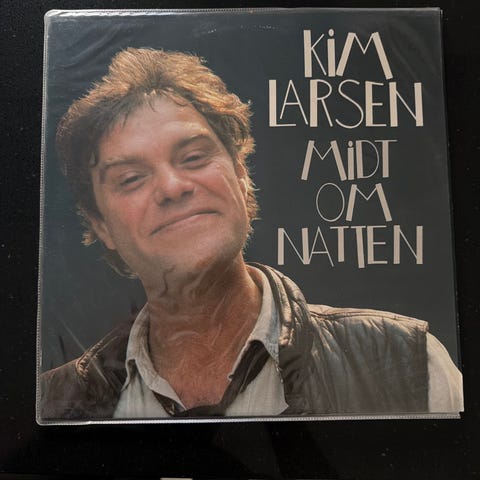 KiM
LARSEN
MiDT
OM
NATTEN